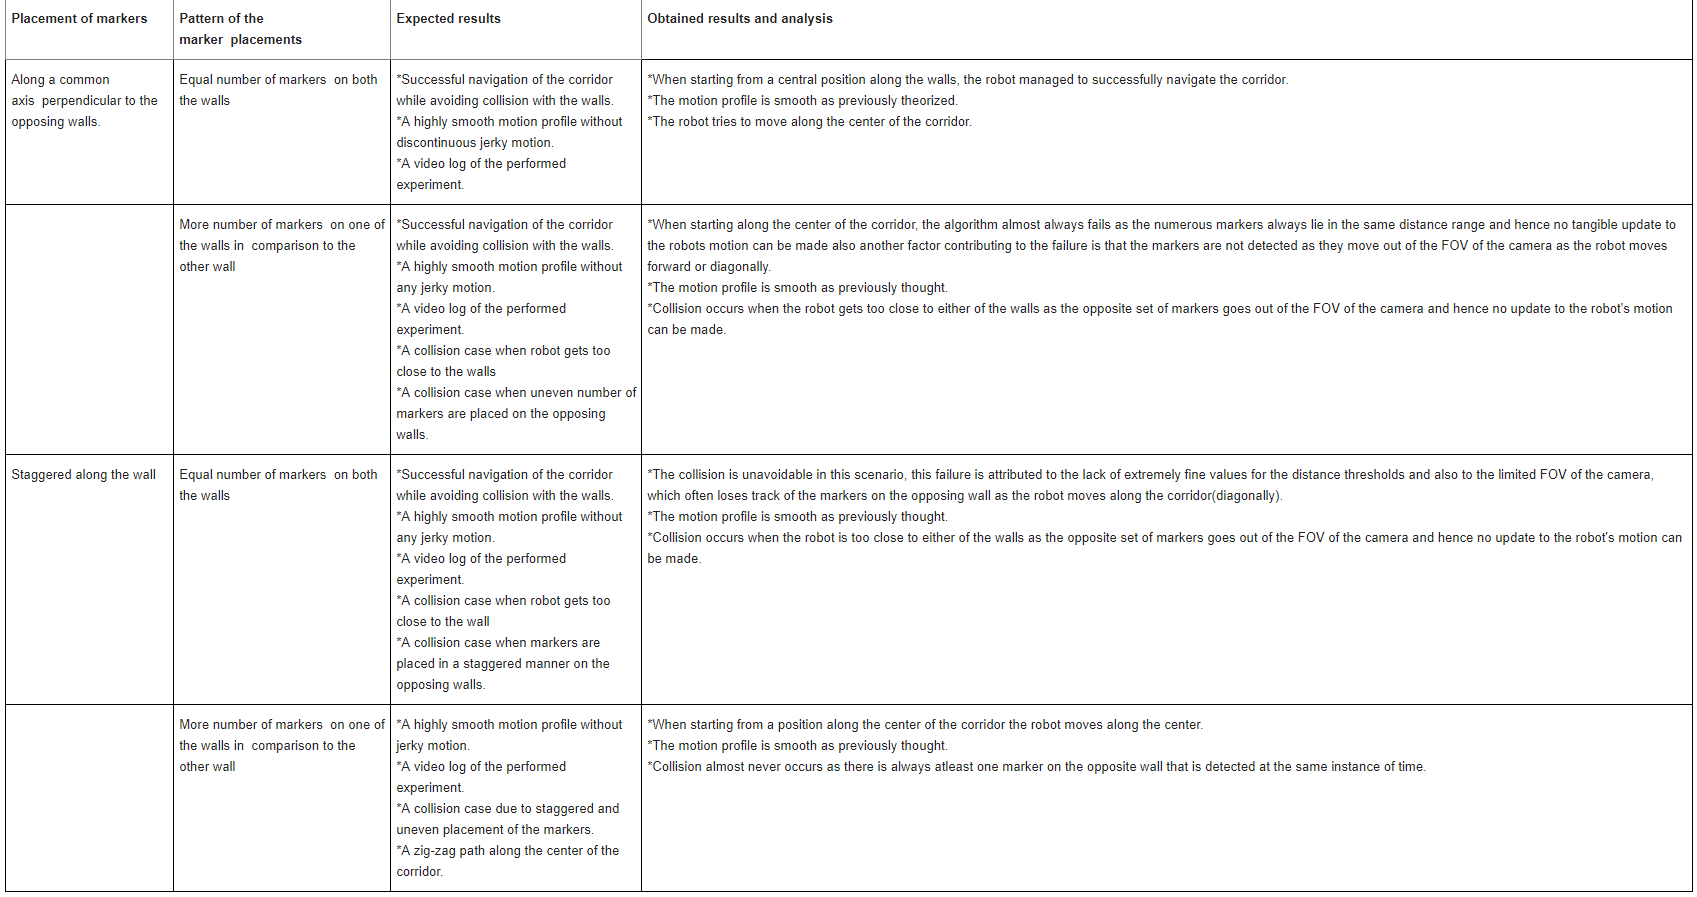 Placement of markers
Pattern of the
marker  placements
Expected results
Obtained results and analysis
Along a common
axis  perpendicular to the
opposing walls.
Equal number of markers  on both
the walls
*Successful navigation of the corridor
while avoiding collision with the walls.
*A highly smooth motion profile without
discontinuous jerky motion.
*A video log of the performed
experiment.
*When starting from a central position along the walls, the robot managed to successfully navigate the corridor.
*The motion profile is smooth as previously theorized.
*The robot tries to move along the center of the corridor.
More number of markers  on one of
the walls in  comparison to the
other wall
*Successful navigation of the corridor
while avoiding collision with the walls.
*A highly smooth motion profile without
any jerky motion.
*A video log of the performed
experiment.
*A collision case when robot gets too
close to the walls
*A collision case when uneven number of
markers are placed on the opposing
walls.
*When starting along the center of the corridor, the algorithm almost always fails as the numerous markers always lie in the same distance range and hence no tangible update to
the robots motion can be made also another factor contributing to the failure is that the markers are not detected as they move out of the FOV of the camera as the robot moves
forward or diagonally.
*The motion profile is smooth as previously thought.
*Collision occurs when the robot gets too close to either of the walls as the opposite set of markers goes out of the FOV of the camera and hence no update to the robot's motion
can be made.
Staggered along the wall
Equal number of markers  on both
the walls
*Successful navigation of the corridor
while avoiding collision with the walls.
*A highly smooth motion profile without
any jerky motion.
*A video log of the performed
experiment.
*A collision case when robot gets too
close to the wall
*A collision case when markers are
placed in a staggered manner on the
opposing walls.
*The collision is unavoidable in this scenario, this failure is attributed to the lack of extremely fine values for the distance thresholds and also to the limited FOV of the camera,
which often loses track of the markers on the opposing wall as the robot moves along the corridor(diagonally).
*The motion profile is smooth as previously thought.
*Collision occurs when the robot is too close to either of the walls as the opposite set of markers goes out of the FOV of the camera and hence no update to the robot's motion can
be made.
More number of markers  on one of
the walls in  comparison to the
other wall
*A highly smooth motion profile without
jerky motion.
*A video log of the performed
experiment.
*A collision case due to staggered and
uneven placement of the markers.
*A zig-zag path along the center of the
corridor.
*When starting from a position along the center of the corridor the robot moves along the center.
*The motion profile is smooth as previously thought.
*Collision almost never occurs as there is always atleast one marker on the opposite wall that is detected at the same instance of time.